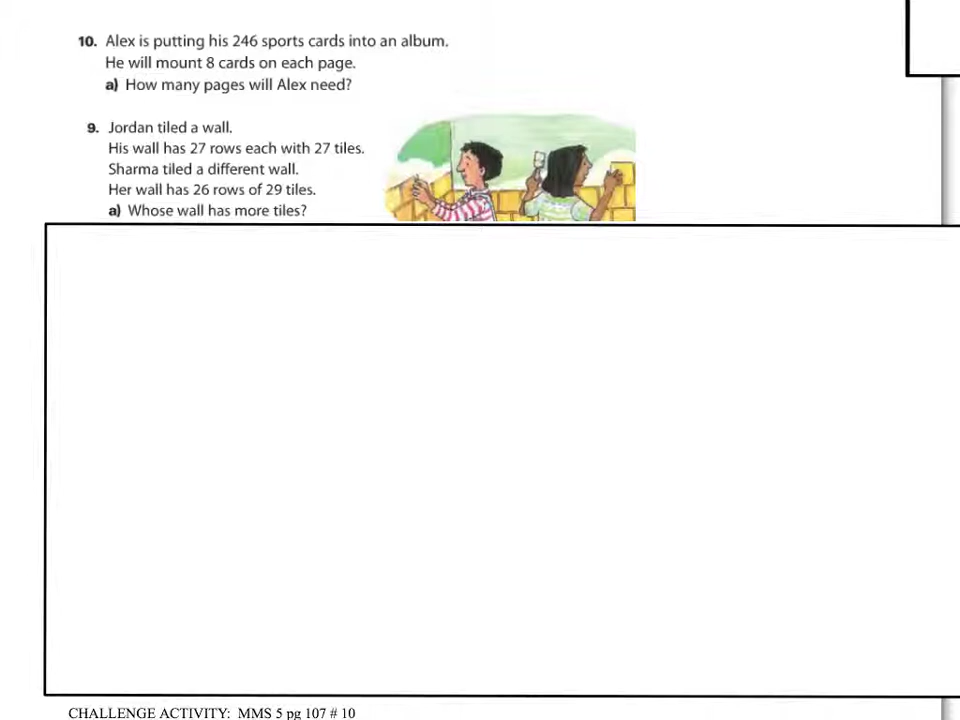 10. Alex is putting his 246 sports cards into an album.
He will mount 8 cards on each page.
a) How many pages will Alex need?
9. Jordan tiled a wall.
His wall has 27 rows each with 27 tiles.
Sharma tiled a different wall.
Her wall has 26 rows of 29 tiles.
a) Whose wall has more tiles?
CHALLENGE ACTIVITY: MMS 5 pg 107 # 10